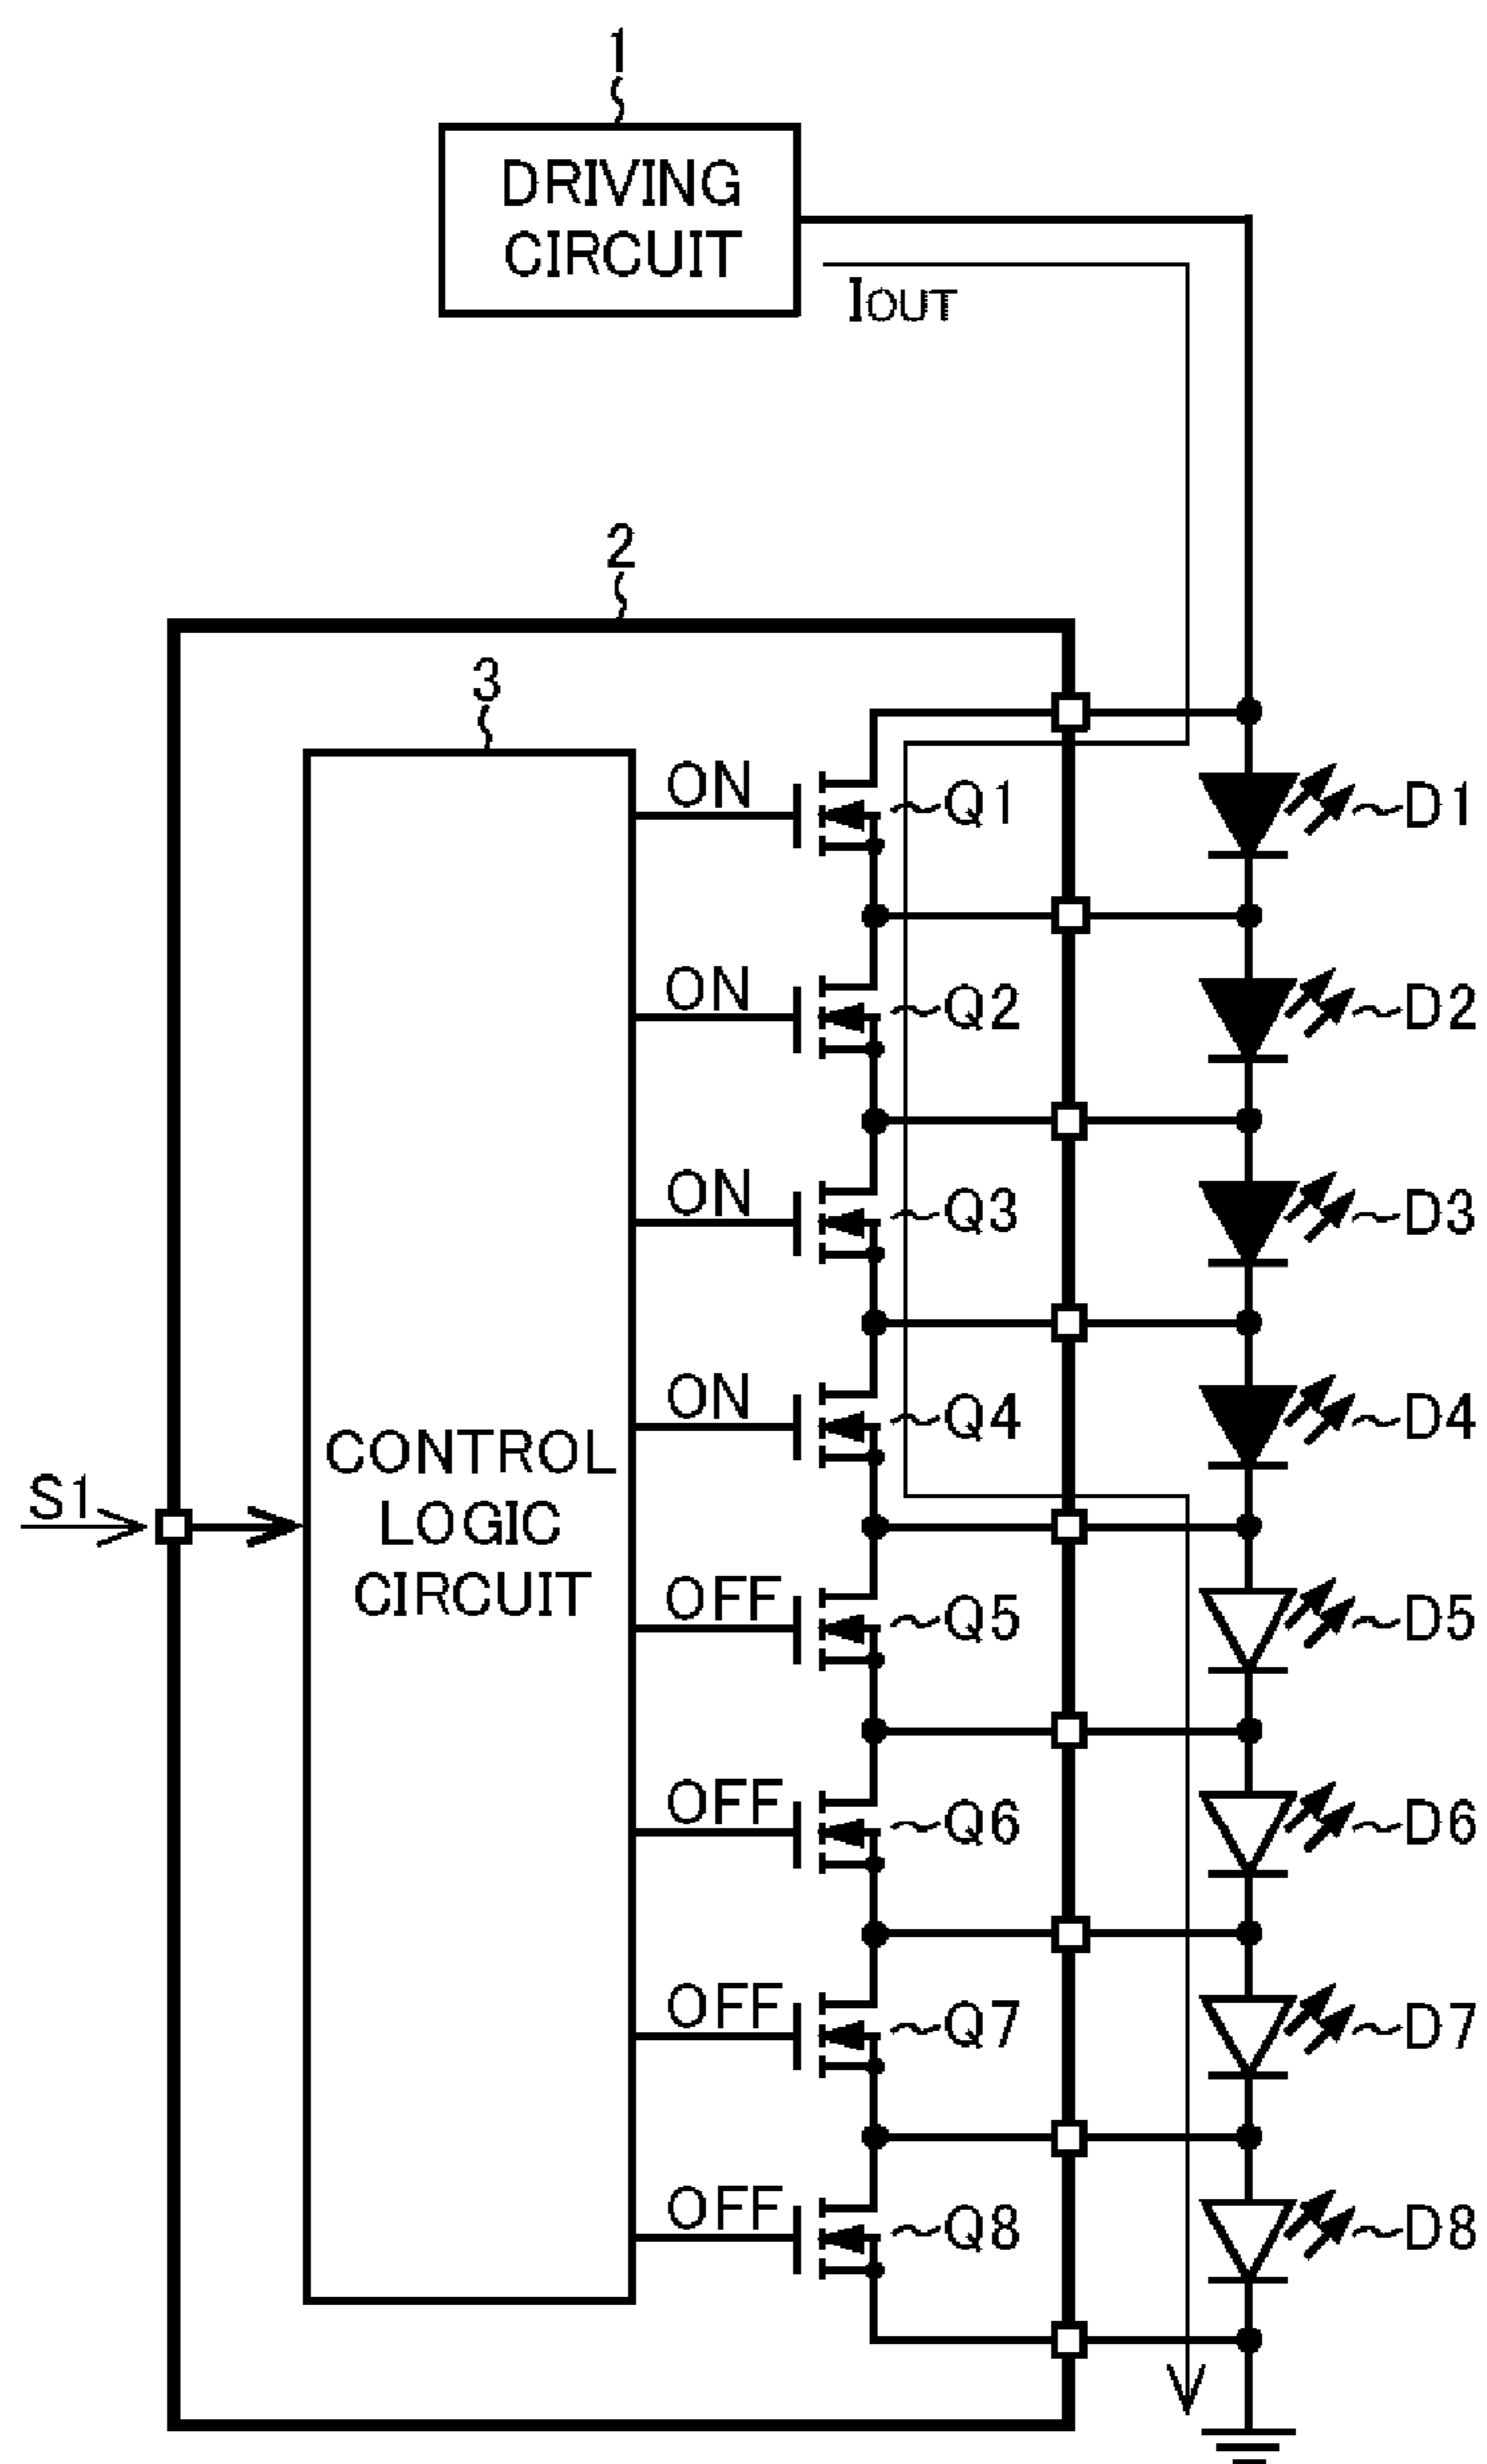 1
DRIVING
CIRCUIT
IOUT
2
3
ON
Q1
D1
ON
Q2
D2
ON
Q3
D3
ON
Q4
D4
CONTROL
LOGIC
CIRCUIT
S1
OFF
Q5
D5
OFF
Q6
D6
OFF
Q7
D7
OFF
Q8
D8